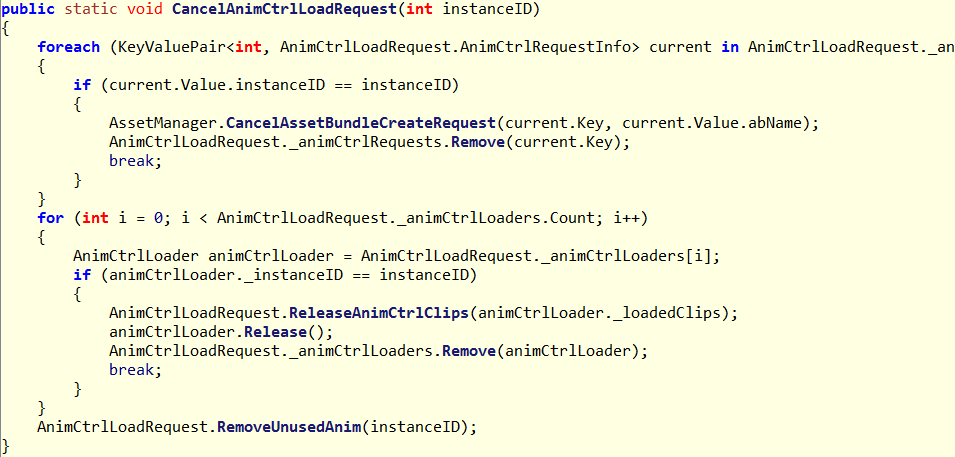 public static void CancelAnimCtrlLoadRequest(int instanceID)
{
    foreach (KeyValuePair<int, AnimCtrlLoadRequest.AnimCtrlRequestInfo> current in AnimCtrlLoadRequest._an
    {
        if (current.Value.instanceID == instanceID)
        {
            AssetManager.CancelAssetBundleCreateRequest(current.Key, current.Value.abName);
            AnimCtrlLoadRequest._animCtrlRequests.Remove(current.Key);
            break;
        }
    }
    for (int i = 0; i < AnimCtrlLoadRequest._animCtrlLoaders.Count; i++)
    {
        AnimCtrlLoader animCtrlLoader = AnimCtrlLoadRequest._animCtrlLoaders[i];
        if (animCtrlLoader._instanceID == instanceID)
        {
            AnimCtrlLoadRequest.ReleaseAnimCtrlClips(animCtrlLoader._loadedClips);
            animCtrlLoader.Release();
            AnimCtrlLoadRequest._animCtrlLoaders.Remove(animCtrlLoader);
            break;
        }
    }
    AnimCtrlLoadRequest.RemoveUnusedAnim(instanceID);
}